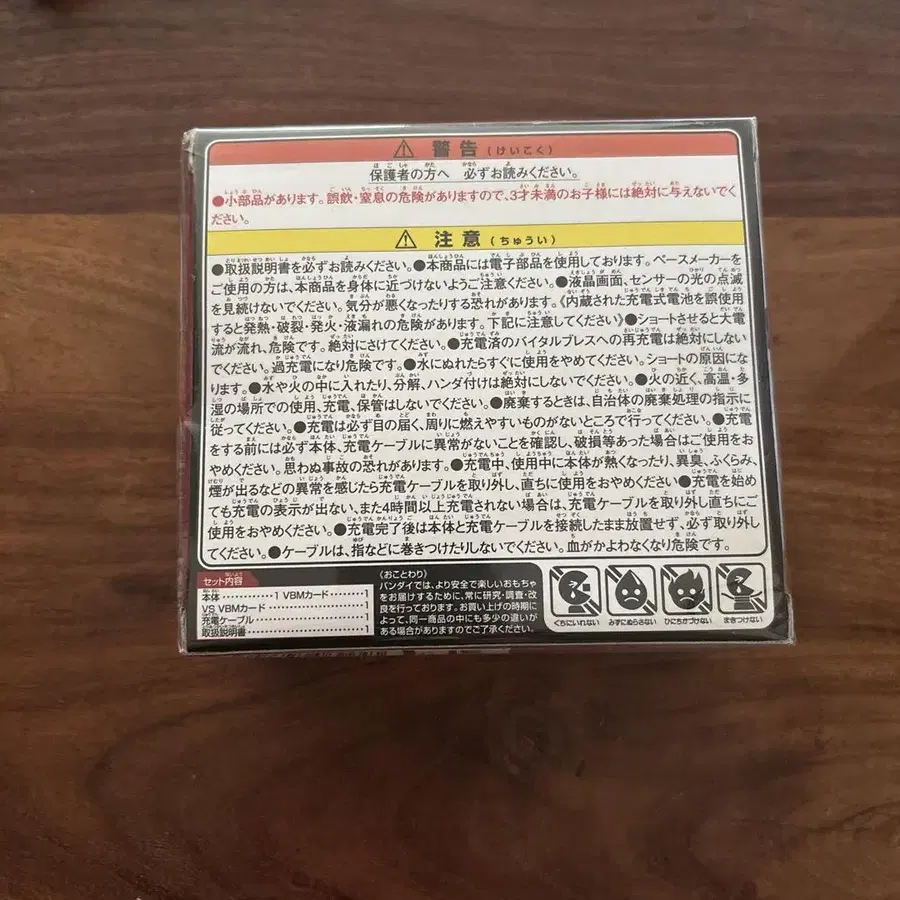 警告(けいこく)
保護者の方へ 必ずお読みください。
●小部品があります。誤飲・窒息の危険がありますので、3才未満のお子様には絶対に与えないでく
ださい。
注意(ちゅうい)
●取扱説明書を必ずお読みください。●本商品には電子部品を使用しております。ペースメーカーを
ご使用の方は、本商品を身体に近づけないようご注意ください。●液晶画面、センサーの光の点滅
を見続けないでください。気分が悪くなったりする恐れがあります。《内蔵された充電式電池を誤使用
すると発熱・破裂・発火・液漏れの危険があります。下記に注意してください》●ショートさせると大電
流が流れ、危険です。絶対にさけてください。●充電済のバイタルブレスへの再充電は絶対にしない
でください。過充電になり危険です。●水にぬれたらすぐに使用をやめてください。ショートの原因にな
ります。●水や火の中に入れたり、分解、ハンダ付けは絶対にしないでください。●火の近く、高温・多
湿の場所での使用、充電、保管はしないでください。●廃棄するときは、自治体の廃棄処理の指示に
従ってください。●充電は必ず目の届く、周りに燃えやすいものがないところで行ってください。●充電
をする前には必ず本体、充電ケーブルに異常がないことを確認し、破損等あった場合はご使用をお
やめください。思わぬ事故の恐れがあります。●充電中、使用中に本体が熱くなったり、異臭、ふくらみ、
煙が出るなどの異常を感じたら充電ケーブルを取り外し、直ちに使用をおやめください●充電を始め
ても充電の表示が出ない、また4時間以上充電されない場合は、充電ケーブルを取り外し直ちにご
使用をおやめください。●充電完了後は本体と充電ケーブルを接続したまま放置せず、必ず取り外し
てください。●ケーブルは、指などに巻きつけたりしないでください。血がかよわなくなり危険です。
セット内容
本体 1 VBMカード 1
VS VBMカード 1
充電ケーブル 1
取扱説明書 1
〈おことわり〉
バンダイでは、より安全で楽しいおもちゃ
をお届けするために、常に研究・調査・改
良を行っております。お買い上げの時期によ
って、同一商品の中にも多少の違いが
ある場合がありますのでご了承ください。
くちにいれない
みずにぬらさない
ひにちかづけない
まきつけない